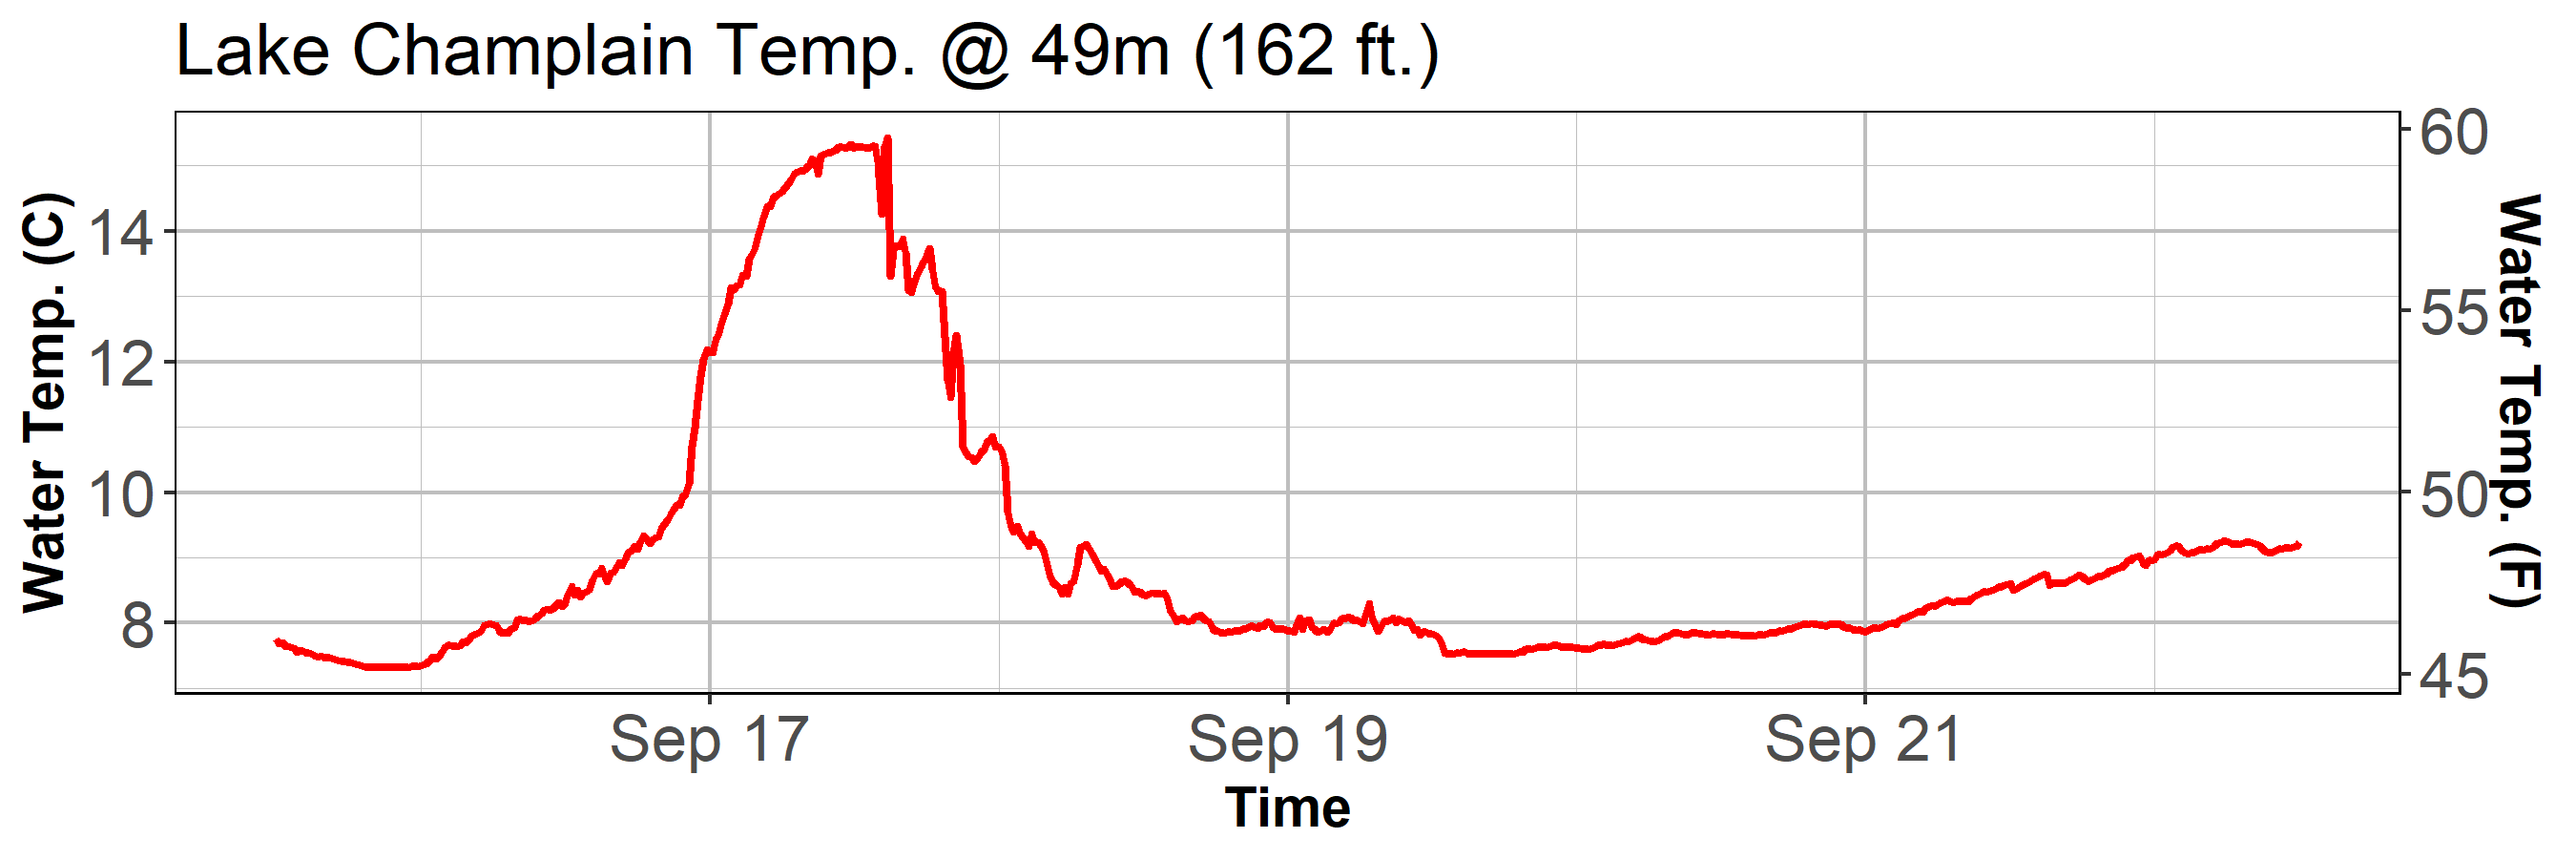 Lake Champlain Temp. @ 49m (162 ft.)
Water Temp. (C)
14
12
10
8
60
55
50
45
Water Temp. (F)
Sep 17
Sep 19
Sep 21
Time